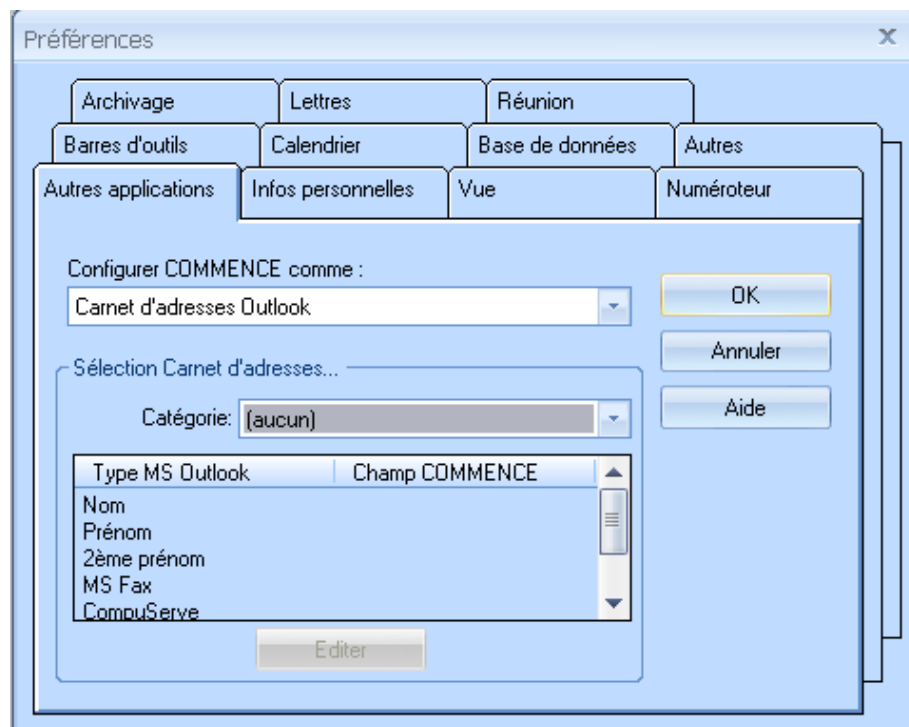 Préférences
Archivage Lettres Réunion
Barres d'outils Calendrier Base de données Autres
Autres applications Infos personnelles Vue Numéroteur
Configurer COMMENCE comme :
Carnet d'adresses Outlook
OK
Annuler
Sélection Carnet d'adresses...
Catégorie: (aucun)
Aide
Type MS Outlook Champ COMMENCE
Nom
Prénom
2ème prénom
MS Fax
CompuServe
Editer